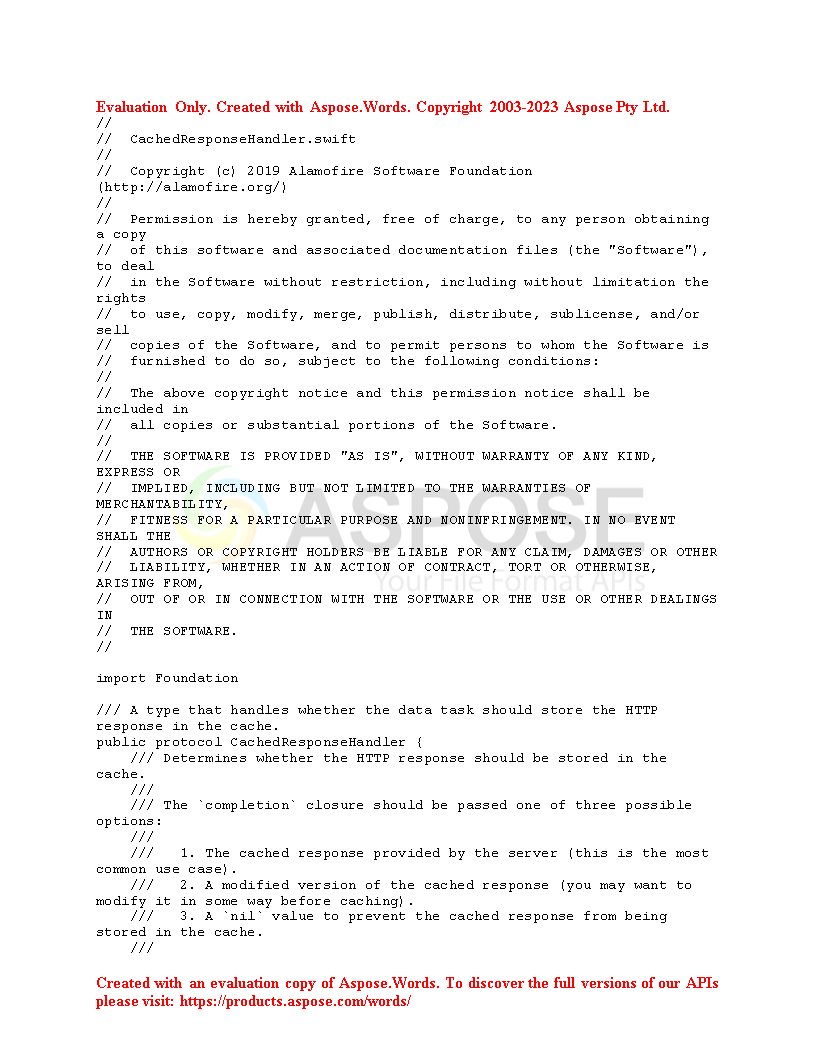 Evaluation Only. Created with Aspose.Words. Copyright 2003-2023 Aspose Pty Ltd.
//
//  CachedResponseHandler.swift
//
//  Copyright (c) 2019 Alamofire Software Foundation
(http://alamofire.org/)
//
//  Permission is hereby granted, free of charge, to any person obtaining
a copy
//  of this software and associated documentation files (the "Software"),
to deal
//  in the Software without restriction, including without limitation the
rights
//  to use, copy, modify, merge, publish, distribute, sublicense, and/or
sell
//  copies of the Software, and to permit persons to whom the Software is
//  furnished to do so, subject to the following conditions:
//
//  The above copyright notice and this permission notice shall be
included in
//  all copies or substantial portions of the Software.
//
//  THE SOFTWARE IS PROVIDED "AS IS", WITHOUT WARRANTY OF ANY KIND,
EXPRESS OR
//  IMPLIED, INCLUDING BUT NOT LIMITED TO THE WARRANTIES OF
MERCHANTABILITY,
//  FITNESS FOR A PARTICULAR PURPOSE AND NONINFRINGEMENT. IN NO EVENT
SHALL THE
ASPOSE
//  AUTHORS OR COPYRIGHT HOLDERS BE LIABLE FOR ANY CLAIM, DAMAGES OR OTHER
//  LIABILITY, WHETHER IN AN ACTION OF CONTRACT, TORT OR OTHERWISE,
ARISING FROM,
Your File Format APIs
//  OUT OF OR IN CONNECTION WITH THE SOFTWARE OR THE USE OR OTHER DEALINGS
IN
//  THE SOFTWARE.
//
import Foundation
/// A type that handles whether the data task should store the HTTP
response in the cache.
public protocol CachedResponseHandler {
    /// Determines whether the HTTP response should be stored in the
cache.
    ///
    /// The `completion` closure should be passed one of three possible
options:
    ///
    ///   1. The cached response provided by the server (this is the most
common use case).
    ///   2. A modified version of the cached response (you may want to
modify it in some way before caching).
    ///   3. A `nil` value to prevent the cached response from being
stored in the cache.
    ///
Created with an evaluation copy of Aspose.Words. To discover the full versions of our APIs
please visit: https://products.aspose.com/words/